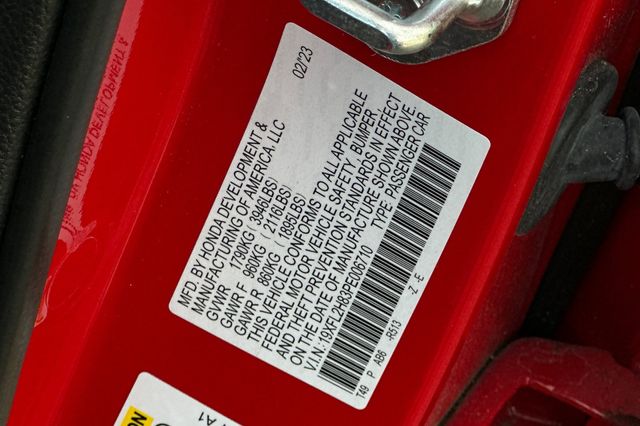 MFD. BY HONDA DEVELOPMENT & 02/23
MANUFACTURING OF AMERICA, LLC
GVWR 1790KG( 3946LBS)
GAWR F 960KG ( 2116LBS)
GAWR R 860KG ( 1895LBS)
THIS VEHICLE CONFORMS TO ALL APPLICABLE
FEDERAL MOTOR VEHICLE SAFETY, BUMPER,
AND THEFT PREVENTION STANDARDS IN EFFECT
ON THE DATE OF MANUFACTURE SHOWN ABOVE.
V.I.N.: 19XFL2H83PE006710 TYPE: PASSENGER CAR
T49 P AB6 -R513 -Z -E
A1